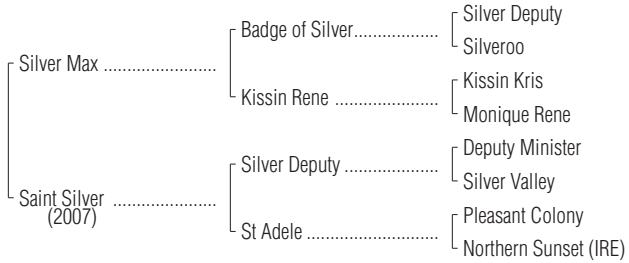 Silver Deputy
Badge of Silver....................
Silveroo
Silver Max ........................
Kissin Kris
Kissin Rene ......................
Monique Rene
Deputy Minister
Silver Deputy ....................
Silver Valley
Saint Silver ......................
(2007)
Pleasant Colony
St Adele ............................
Northern Sunset (IRE)